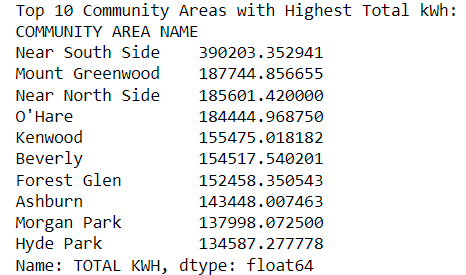 Top 10 Community Areas with Highest Total kWh:
COMMUNITY AREA NAME
Near South Side    390203.352941
Mount Greenwood    187744.856655
Near North Side    185601.420000
O'Hare             184444.968750
Kenwood            155475.018182
Beverly            154517.540201
Forest Glen        152458.350543
Ashburn            143448.007463
Morgan Park        137998.072500
Hyde Park          134587.277778
Name: TOTAL KWH, dtype: float64